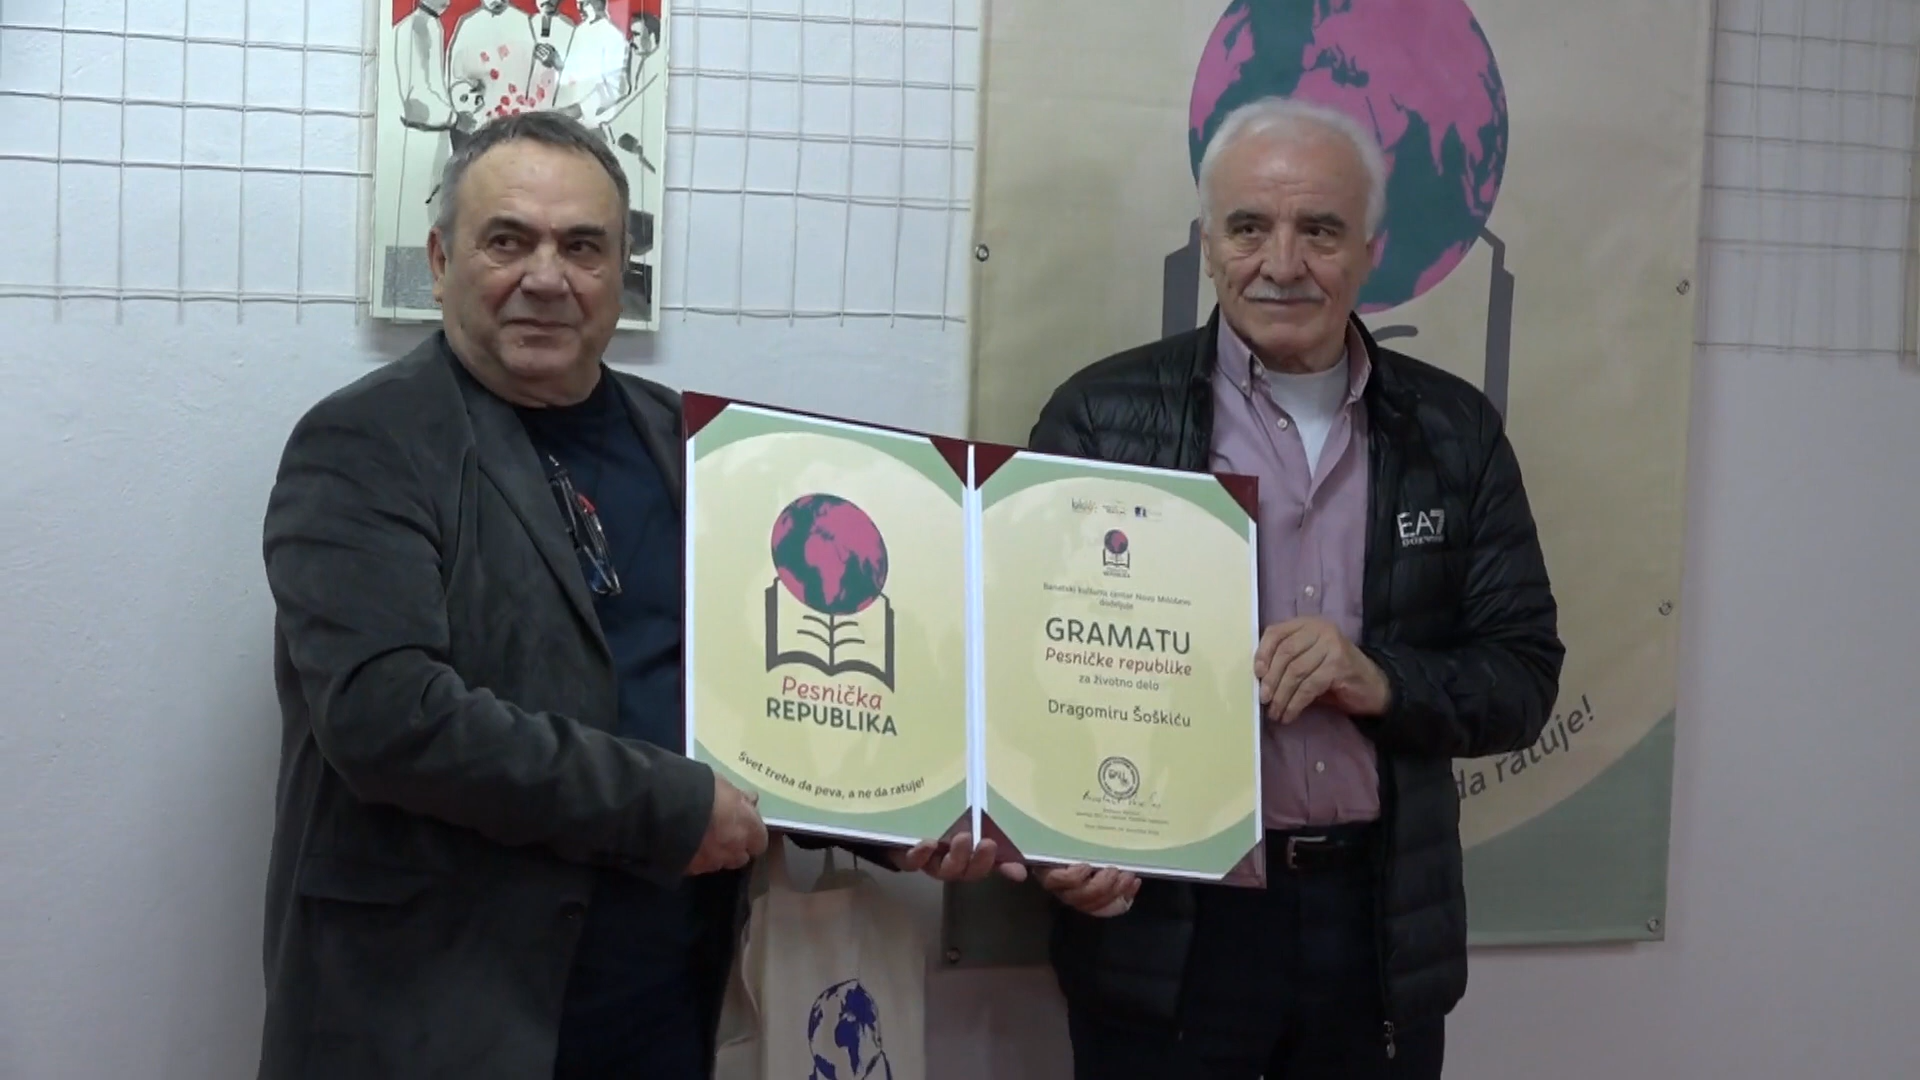 Pesnička
REPUBLIKA
Svet treba da peva, a ne da ratuje!
Banatski kulturni centar Novo Miloševo
dodeljuje
GRAMATU
Pesničke republike
za životno delo
Dragomiru Šoškiću
EA7
da ratuje!